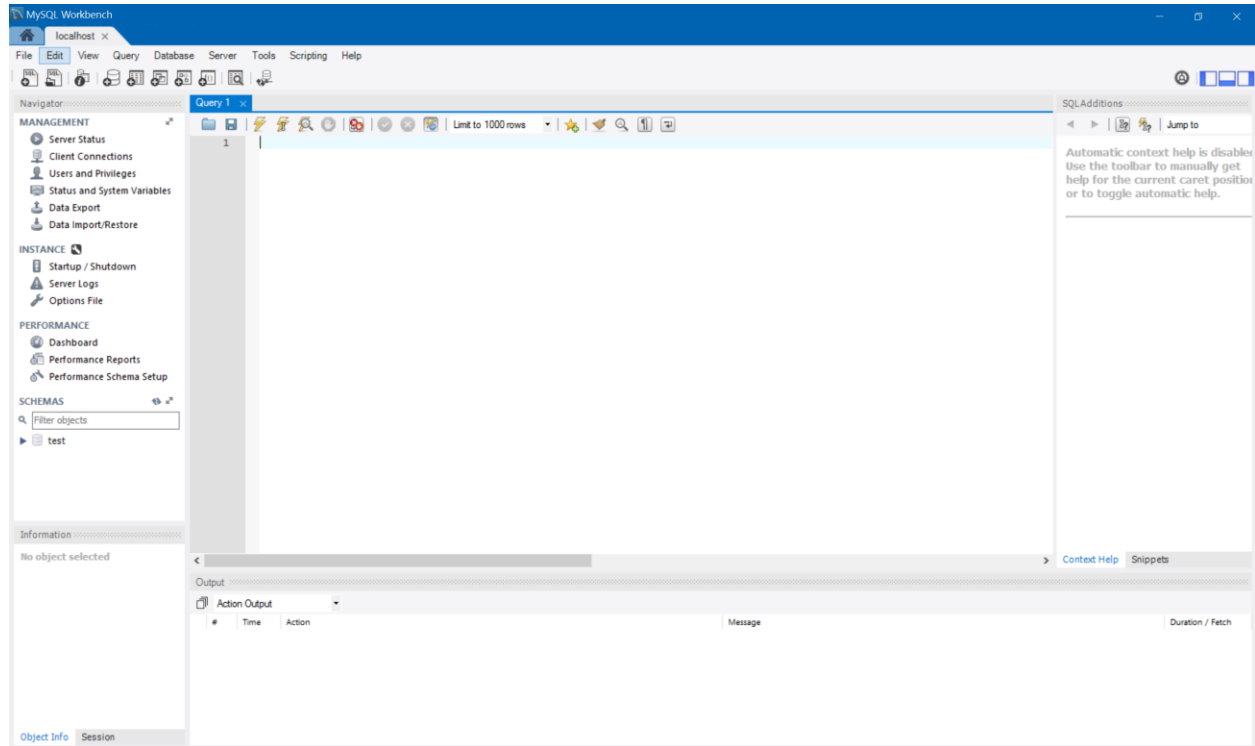 MySQL Workbench
localhost
File Edit View Query Database Server Tools Scripting Help
Navigator
MANAGEMENT
Server Status
Client Connections
Users and Privileges
Status and System Variables
Data Export
Data Import/Restore
INSTANCE
Startup / Shutdown
Server Logs
Options File
PERFORMANCE
Dashboard
Performance Reports
Performance Schema Setup
SCHEMAS
Filter objects
test
Information
No object selected
Object Info Session
Query 1
Limit to 1000 rows
1
Output
Action Output
# Time Action Message Duration / Fetch
SQLAdditions
Jump to
Automatic context help is disabled
Use the toolbar to manually get
help for the current caret position
or to toggle automatic help.
Context Help Snippets